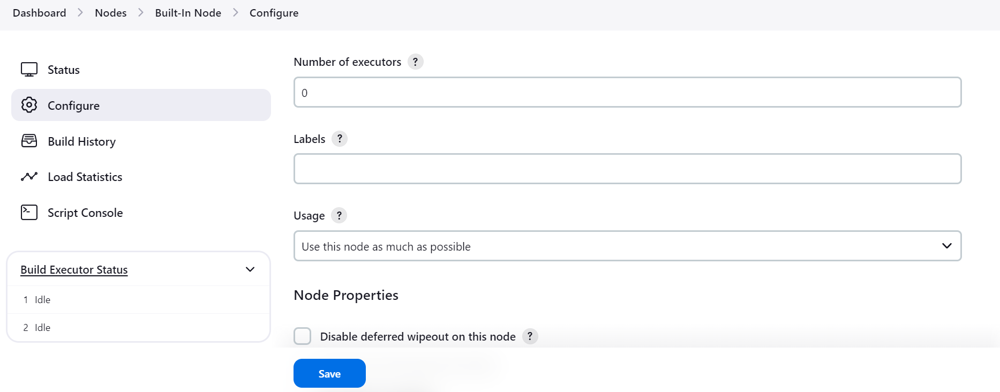 Dashboard > Nodes > Built-In Node > Configure
Status
Configure
Build History
Load Statistics
Script Console
Build Executor Status
1 Idle
2 Idle
Number of executors ?
0
Labels ?
Usage ?
Use this node as much as possible
Node Properties
Disable deferred wipeout on this node ?
Save